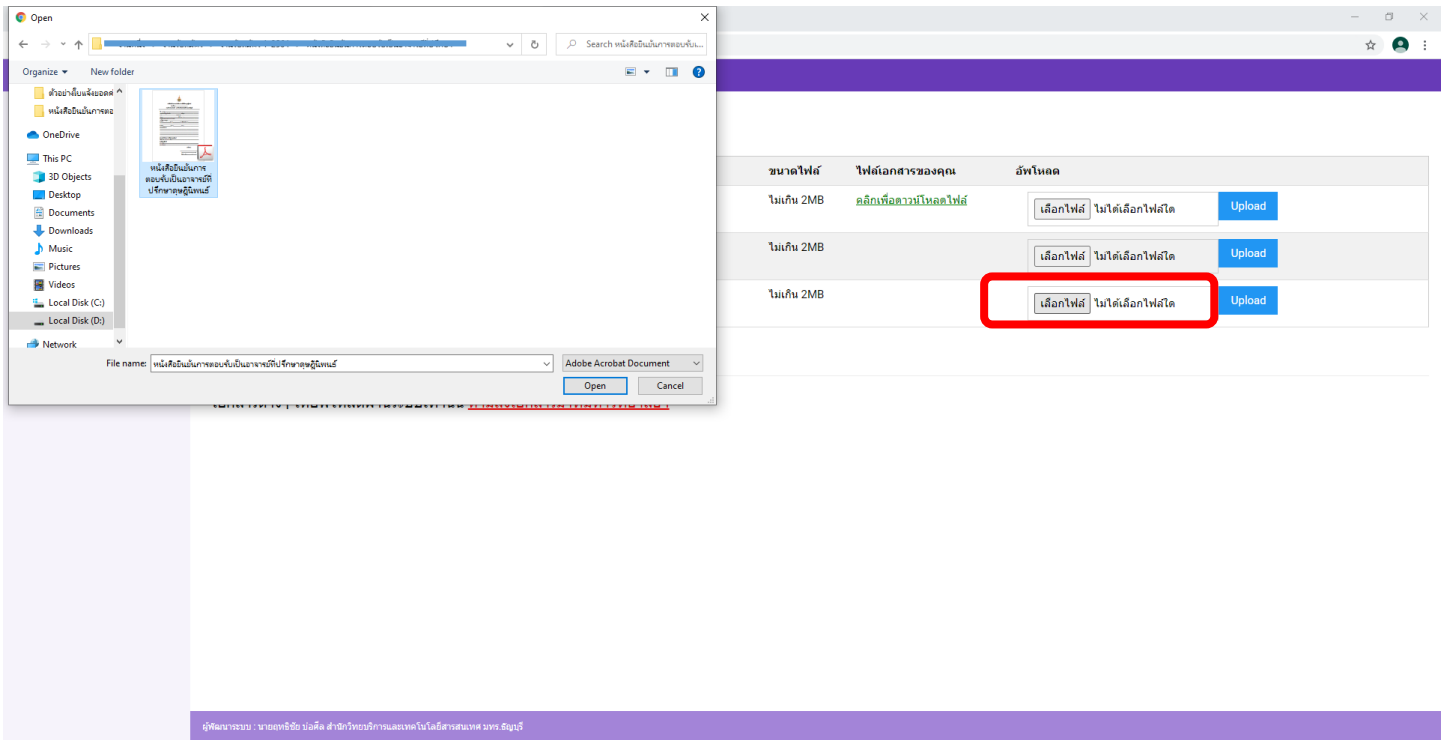 Open
Search หนังสือยืนยันการตอบรับเ...
Organize
New folder
ตัวอย่างใบแจ้งยอดค่
หนังสือยืนยันการตอ
OneDrive
This PC
3D Objects
Desktop
Documents
Downloads
Music
Pictures
Videos
Local Disk (C:)
Local Disk (D:)
Network
หนังสือยืนยันการ
ตอบรับเป็นอาจารย์ที่
ปรึกษาดุษฎีนิพนธ์
File name: หนังสือยืนยันการตอบรับเป็นอาจารย์ที่ปรึกษาดุษฎีนิพนธ์
Adobe Acrobat Document
Open Cancel
ขนาดไฟล์ ไฟล์เอกสารของคุณ อัพโหลด
ไม่เกิน 2MB คลิกเพื่อดาวน์โหลดไฟล์ เลือกไฟล์ ไม่ได้เลือกไฟล์ใด Upload
ไม่เกิน 2MB เลือกไฟล์ ไม่ได้เลือกไฟล์ใด Upload
ไม่เกิน 2MB เลือกไฟล์ ไม่ได้เลือกไฟล์ใด Upload
ผู้พัฒนาระบบ : นายฤทธิชัย ปอคีล สำนักวิทยบริการและเทคโนโลยีสารสนเทศ มทร.ธัญบุรี